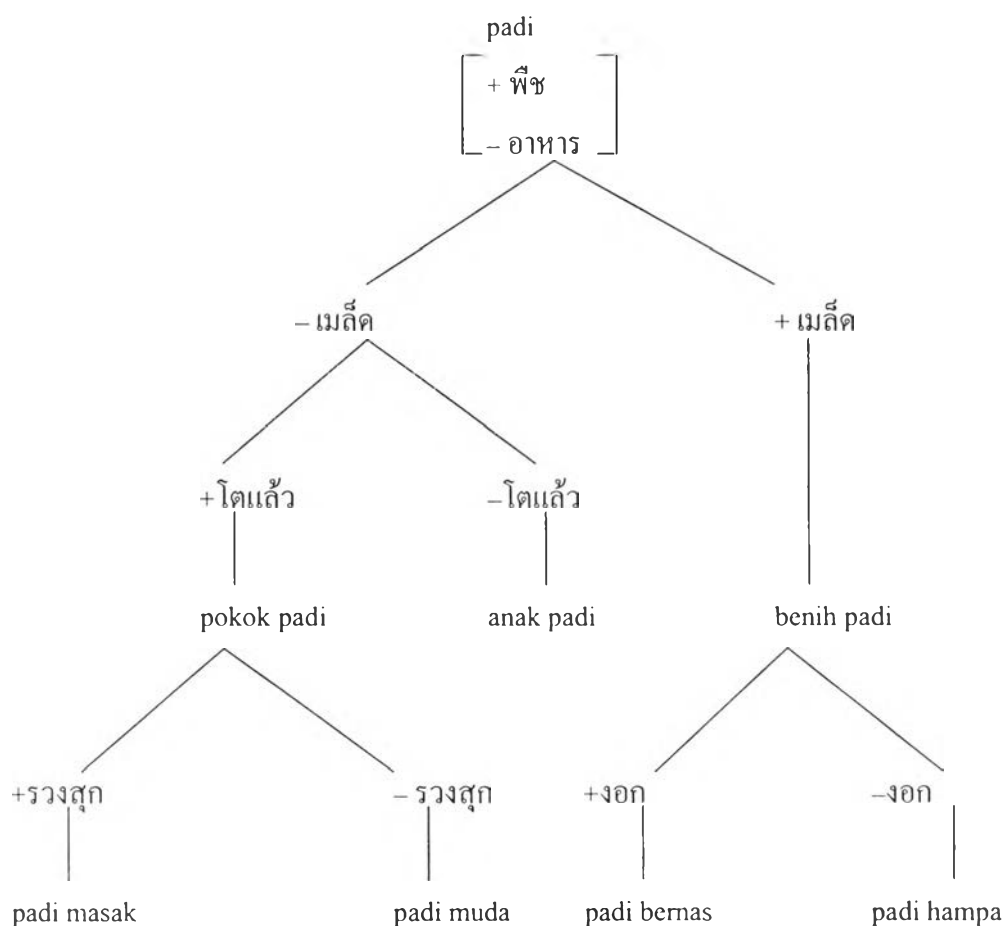 padi
+ พืช
– อาหาร
– เมล็ด + เมล็ด
+โตแล้ว –โตแล้ว
pokok padi anak padi benih padi
+รวงสุก – รวงสุก +งอก –งอก
padi masak padi muda padi bernas padi hampa